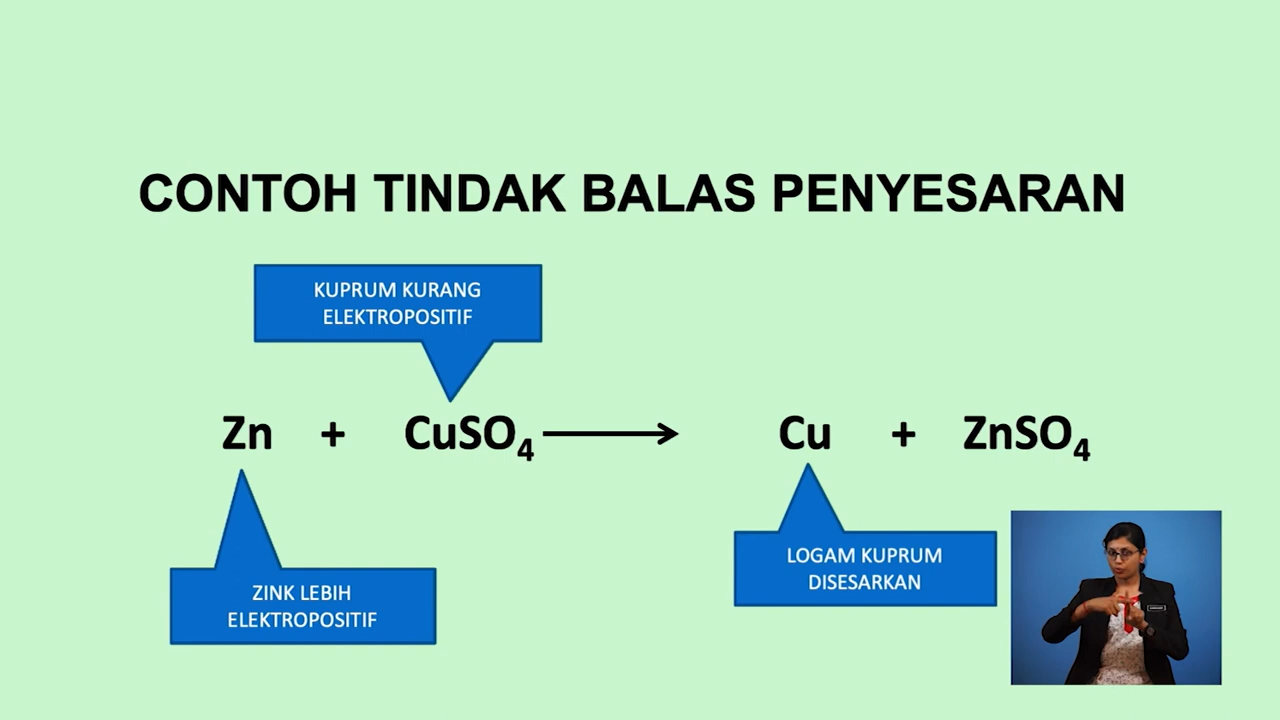 CONTOH TINDAK BALAS PENYESARAN
KUPRUM KURANG
ELEKTROPOSITIF
Zn + CuSO₄ → Cu + ZnSO₄
ZINK LEBIH
ELEKTROPOSITIF
LOGAM KUPRUM
DISESARKAN